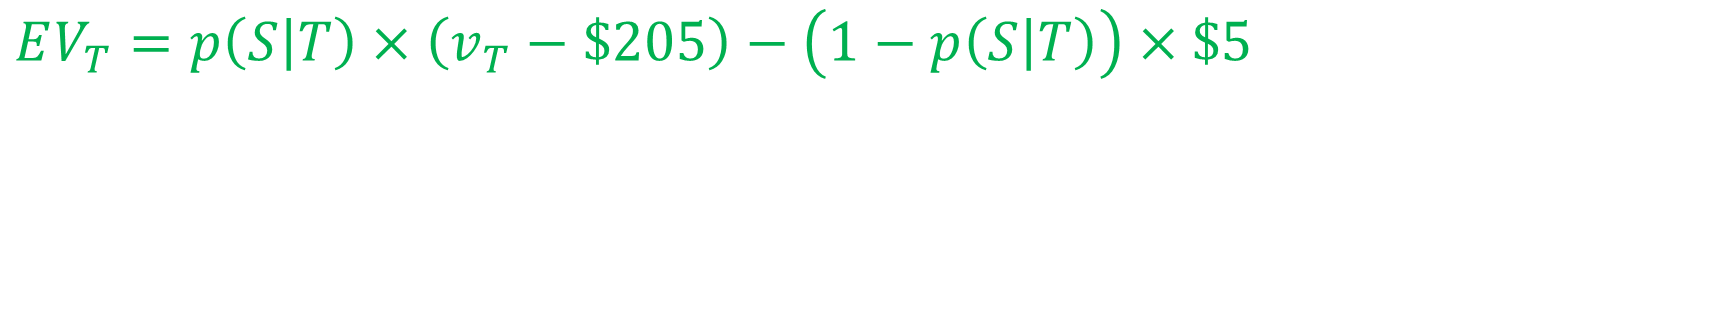 EV_T = p(S|T) × (v_T − $205) − (1 − p(S|T)) × $5